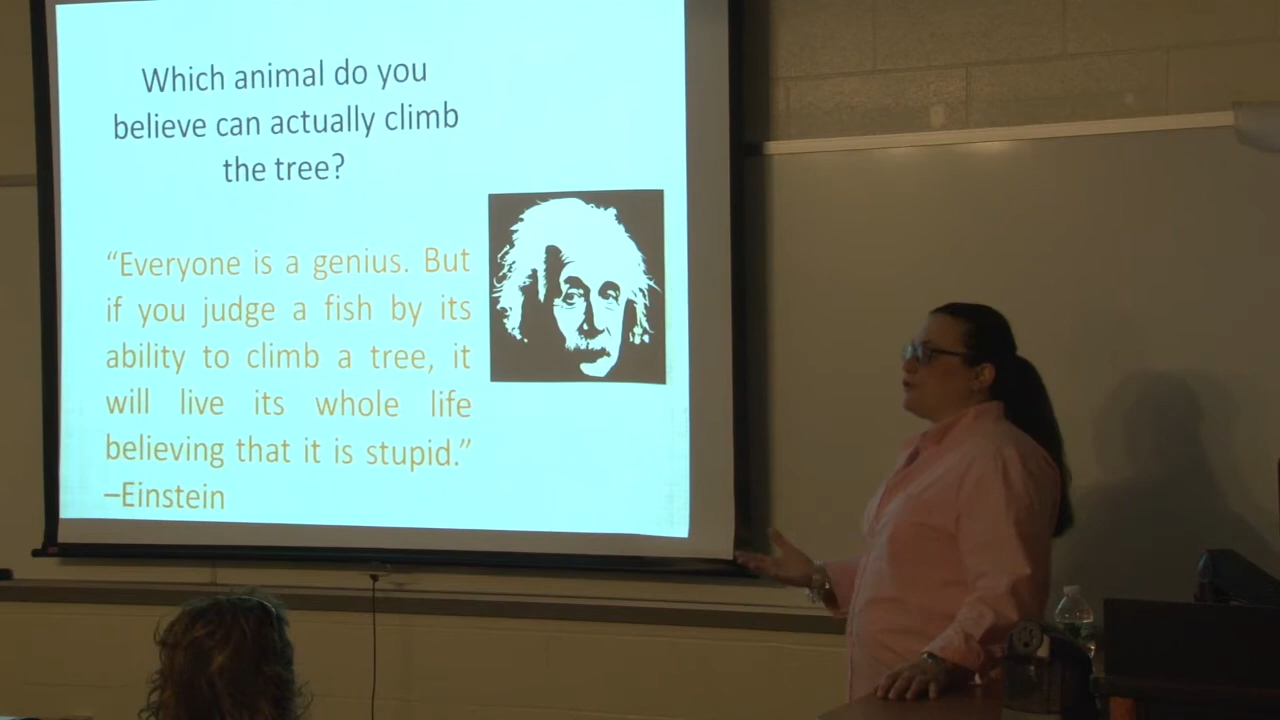 Which animal do you
believe can actually climb
the tree?
“Everyone is a genius. But
if you judge a fish by its
ability to climb a tree, it
will live its whole life
believing that it is stupid.”
–Einstein